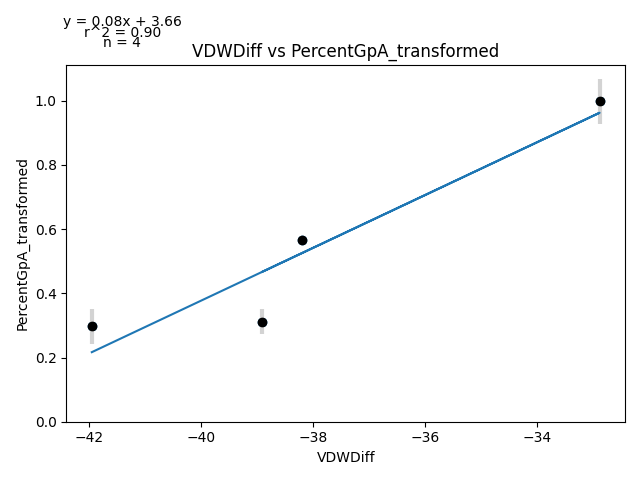 y = 0.08x + 3.66
r^2 = 0.90
n = 4
VDWDiff vs PercentGpA_transformed
1.0
0.8
0.6
0.4
0.2
0.0
PercentGpA_transformed
−42
−40
−38
−36
−34
VDWDiff